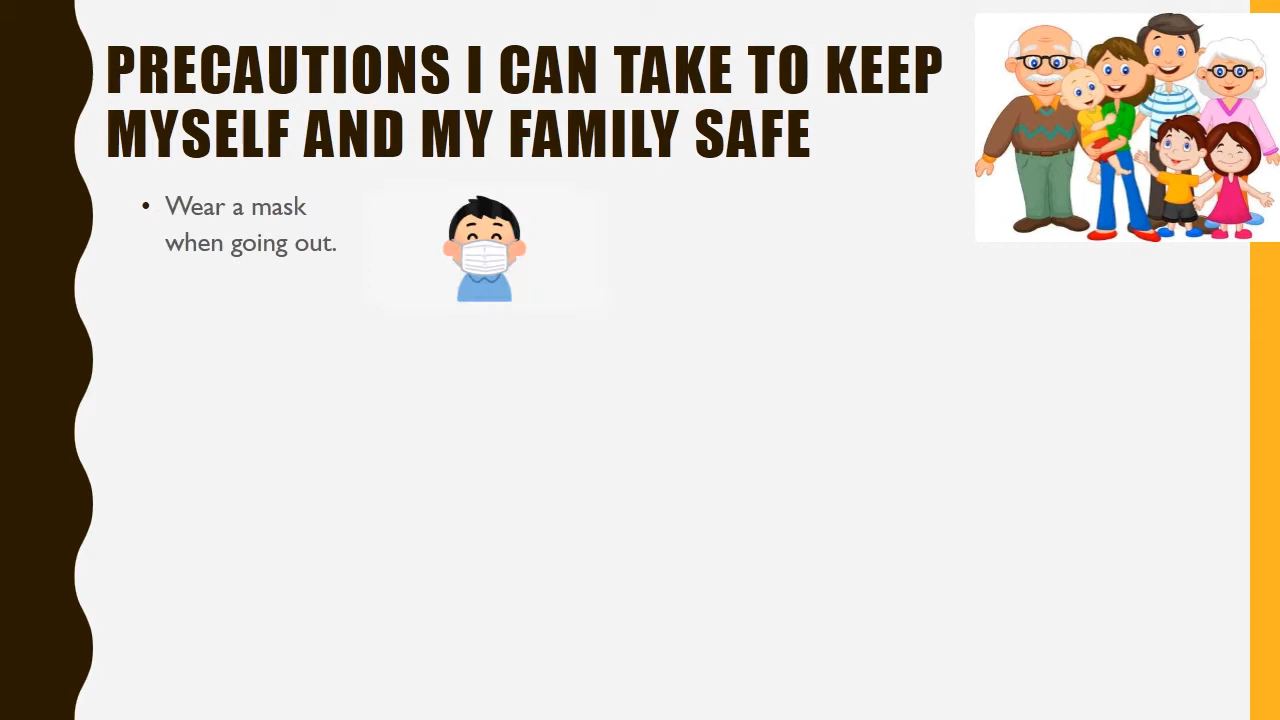 PRECAUTIONS I CAN TAKE TO KEEP
MYSELF AND MY FAMILY SAFE
• Wear a mask
when going out.